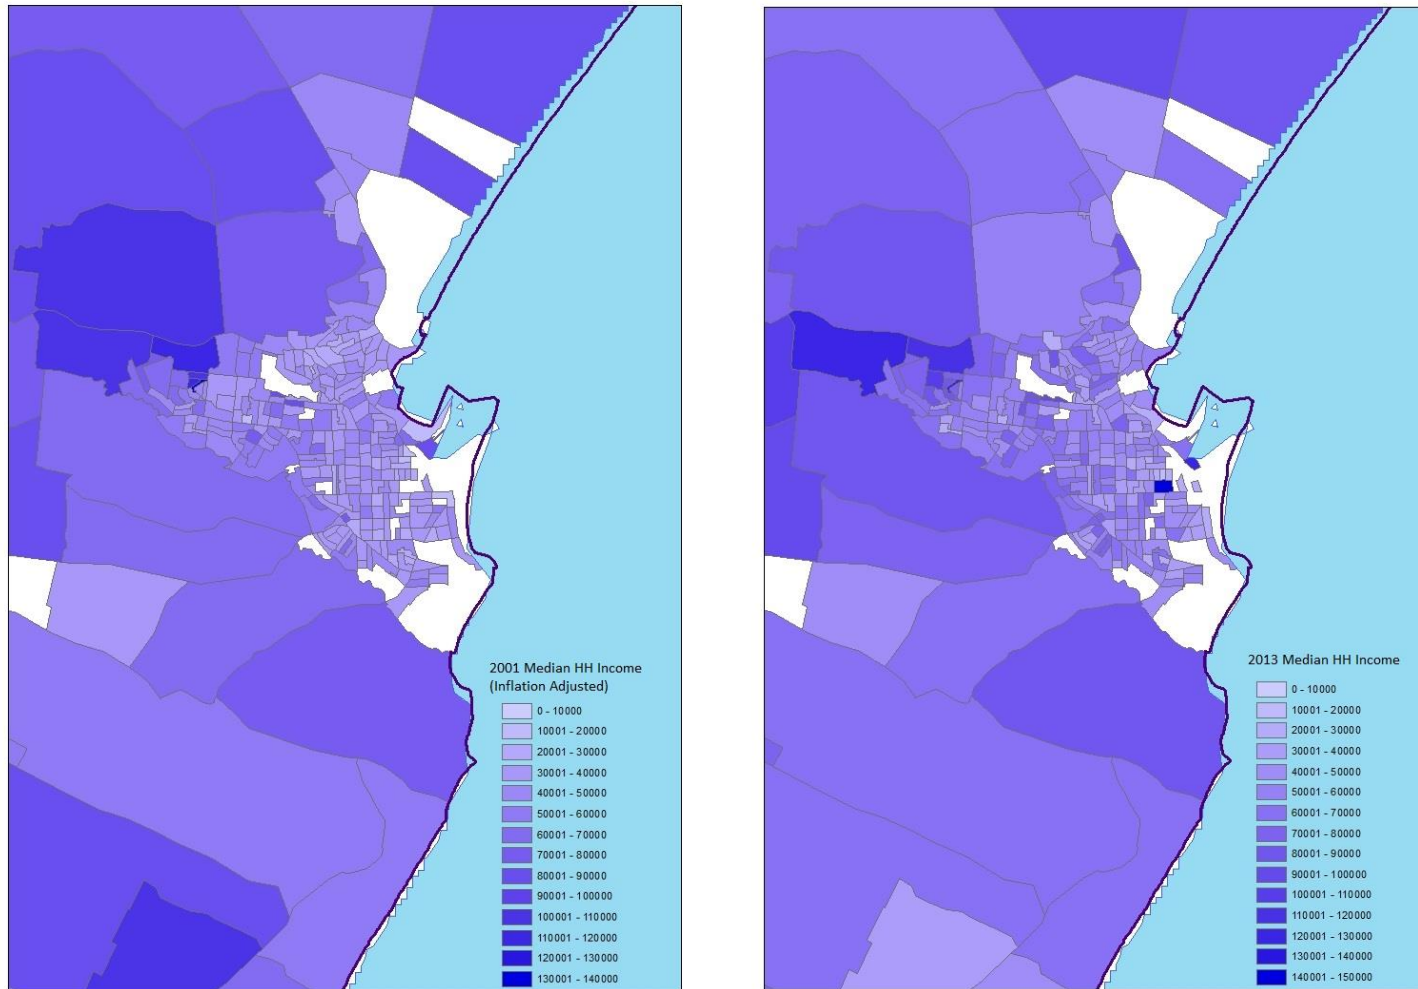 2001 Median HH Income
(Inflation Adjusted)
0 - 10000
10001 - 20000
20001 - 30000
30001 - 40000
40001 - 50000
50001 - 60000
60001 - 70000
70001 - 80000
80001 - 90000
90001 - 100000
100001 - 110000
110001 - 120000
120001 - 130000
130001 - 140000
2013 Median HH Income
0 - 10000
10001 - 20000
20001 - 30000
30001 - 40000
40001 - 50000
50001 - 60000
60001 - 70000
70001 - 80000
80001 - 90000
90001 - 100000
100001 - 110000
110001 - 120000
120001 - 130000
130001 - 140000
140001 - 150000